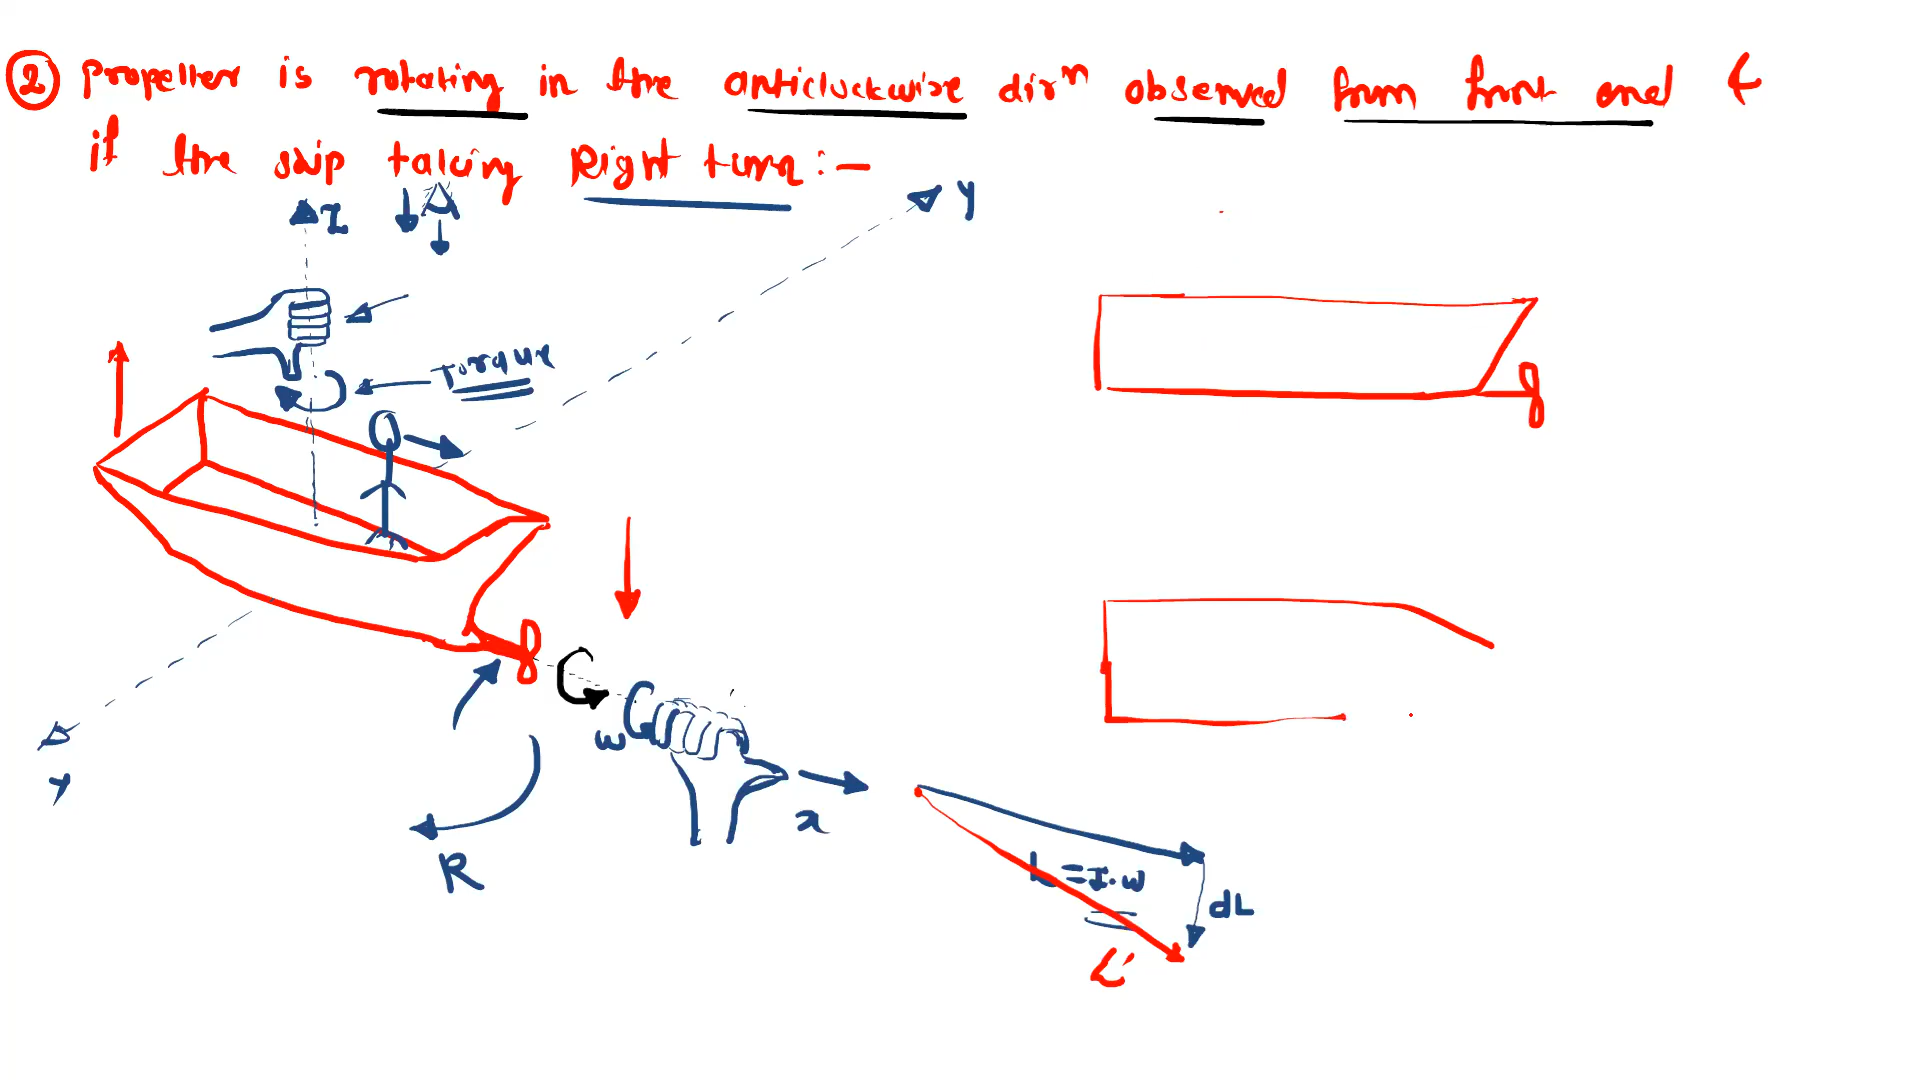 ② Propeller is rotating in the anticlockwise dirⁿ observed from front end &
if the ship taking Right turn :-
Z
Y
Torque
ω
x
Y
R
L = I.ω
dL
L'